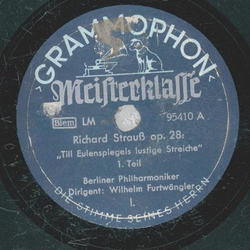 ›GRAMMOPHON‹
Meisterklasse
Biem LM 95410 A
Richard Strauß op. 28:
„Till Eulenspiegels lustige Streiche"
1. Teil
Berliner Philharmoniker
Dirigent: Wilhelm Furtwängler
I.
DIE STIMME SEINES HERRN